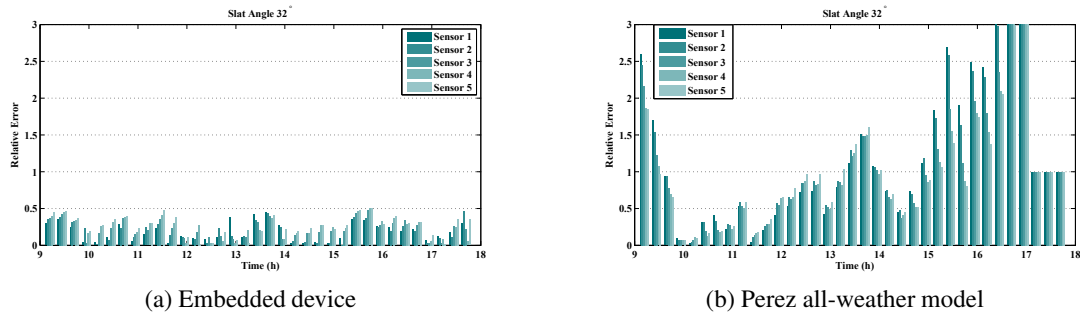 Slat Angle 32°
3
2.5
2
1.5
1
0.5
0
Relative Error
Sensor 1
Sensor 2
Sensor 3
Sensor 4
Sensor 5
9 10 11 12 13 14 15 16 17 18
Time (h)
(a) Embedded device
Slat Angle 32°
3
2.5
2
1.5
1
0.5
0
Relative Error
Sensor 1
Sensor 2
Sensor 3
Sensor 4
Sensor 5
9 10 11 12 13 14 15 16 17 18
Time (h)
(b) Perez all-weather model